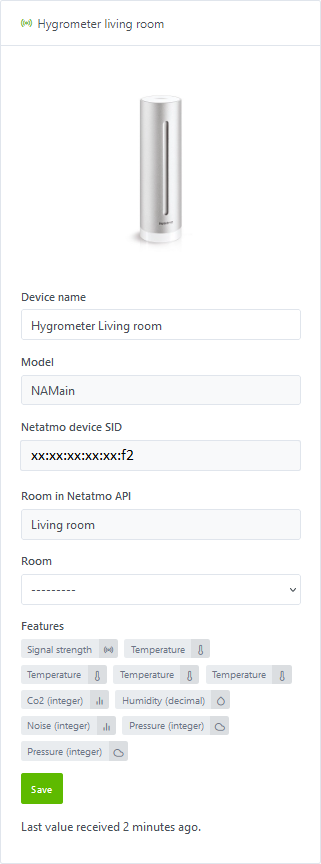 Hygrometer living room
Device name
Hygrometer Living room
Model
NAMain
Netatmo device SID
xx:xx:xx:xx:xx:f2
Room in Netatmo API
Living room
Room
---------
Features
Signal strength Temperature
Temperature Temperature Temperature
Co2 (integer) Humidity (decimal)
Noise (integer) Pressure (integer)
Pressure (integer)
Save
Last value received 2 minutes ago.